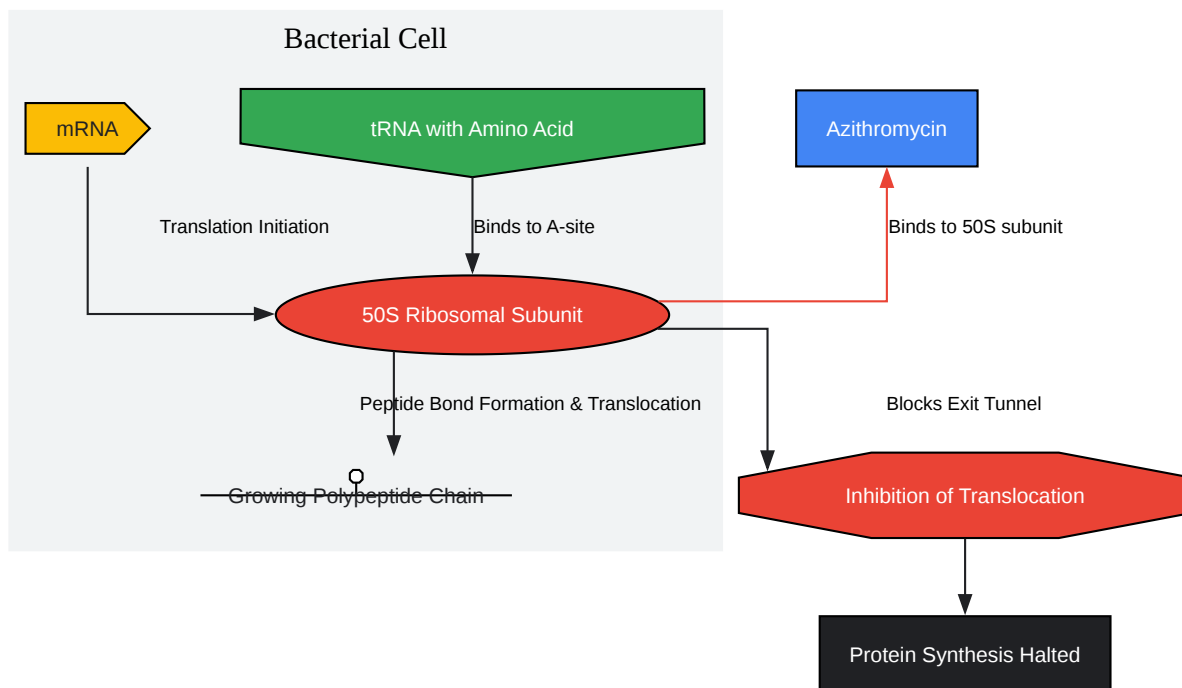 Bacterial Cell
mRNA
tRNA with Amino Acid
Azithromycin
Translation Initiation
Binds to A-site
Binds to 50S subunit
50S Ribosomal Subunit
Peptide Bond Formation & Translocation
Blocks Exit Tunnel
Growing Polypeptide Chain
Inhibition of Translocation
Protein Synthesis Halted